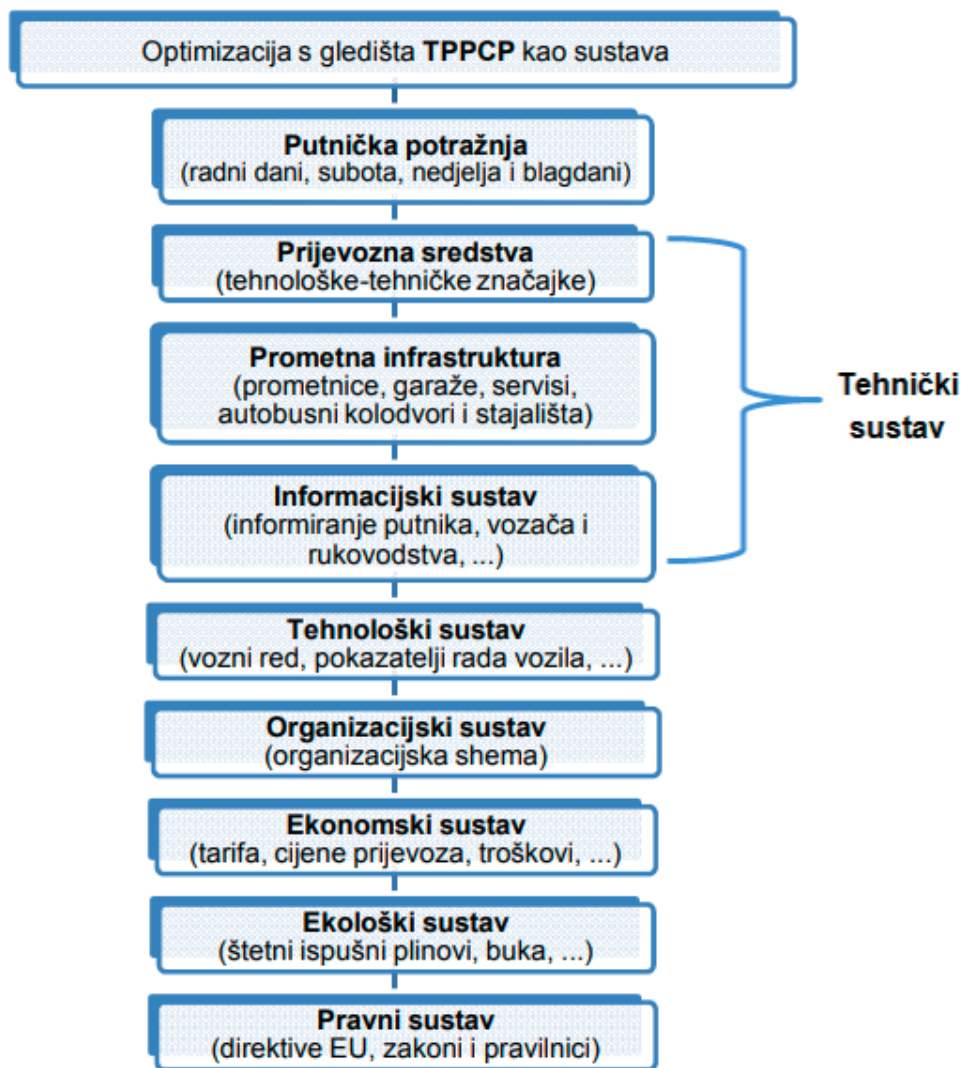 Optimizacija s gledišta TPPCP kao sustava
Putnička potražnja
(radni dani, subota, nedjelja i blagdani)
Prijevozna sredstva
(tehnološke-tehničke značajke)
Prometna infrastruktura
(prometnice, garaže, servisi,
autobusni kolodvori i stajališta)
Informacijski sustav
(informiranje putnika, vozača i
rukovodstva, ...)
Tehnički
sustav
Tehnološki sustav
(vozni red, pokazatelji rada vozila, ...)
Organizacijski sustav
(organizacijska shema)
Ekonomski sustav
(tarifa, cijene prijevoza, troškovi, ...)
Ekološki sustav
(štetni ispušni plinovi, buka, ...)
Pravni sustav
(direktive EU, zakoni i pravilnici)